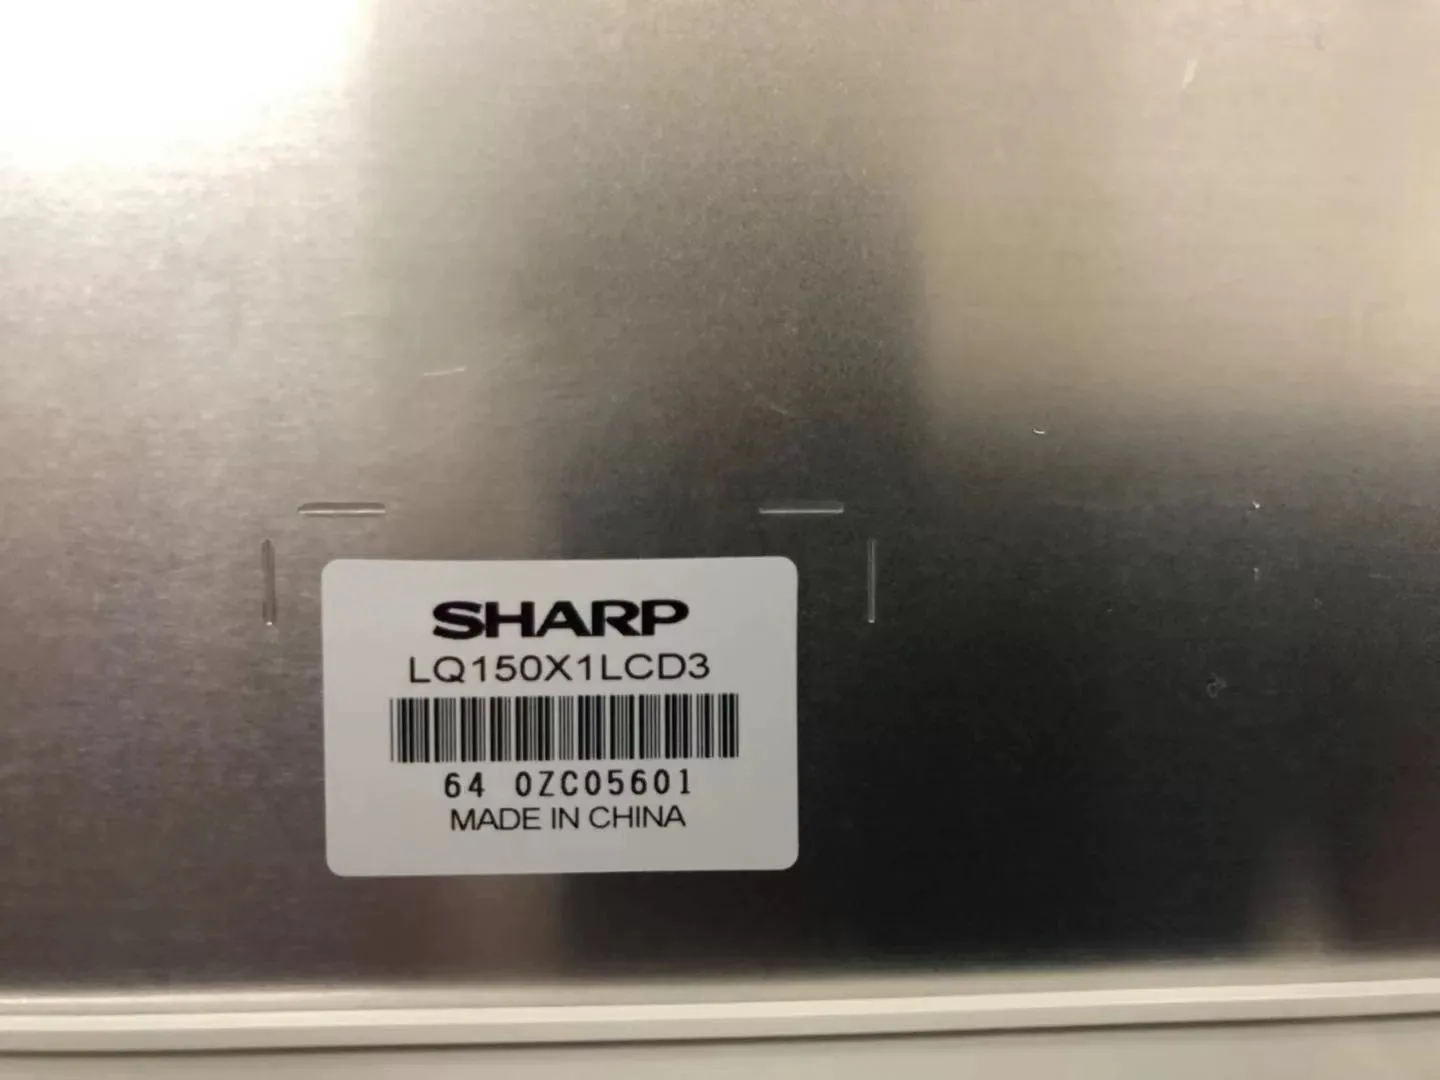 SHARP
LQ150X1LCD3
64 0ZC05601
MADE IN CHINA